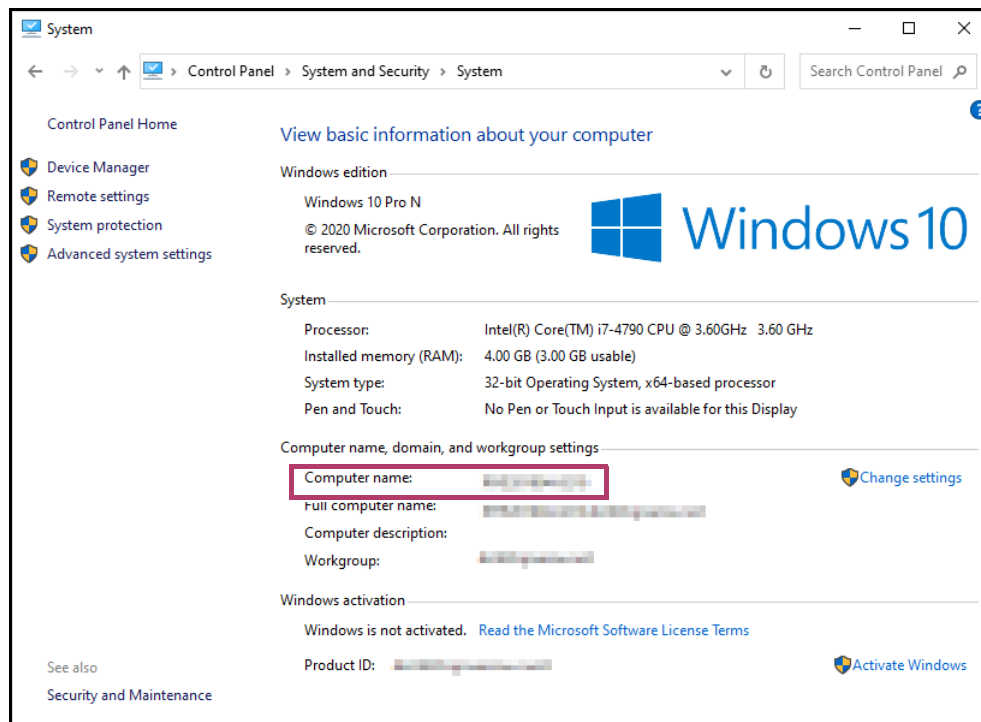 System
Control Panel > System and Security > System
Search Control Panel
Control Panel Home
Device Manager
Remote settings
System protection
Advanced system settings
See also
Security and Maintenance
?
View basic information about your computer
Windows edition
Windows 10 Pro N
© 2020 Microsoft Corporation. All rights
reserved.
Windows 10
System
Processor: Intel(R) Core(TM) i7-4790 CPU @ 3.60GHz 3.60 GHz
Installed memory (RAM): 4.00 GB (3.00 GB usable)
System type: 32-bit Operating System, x64-based processor
Pen and Touch: No Pen or Touch Input is available for this Display
Computer name, domain, and workgroup settings
Computer name:
Change settings
Full computer name:
Computer description:
Workgroup:
Windows activation
Windows is not activated. Read the Microsoft Software License Terms
Product ID:
Activate Windows